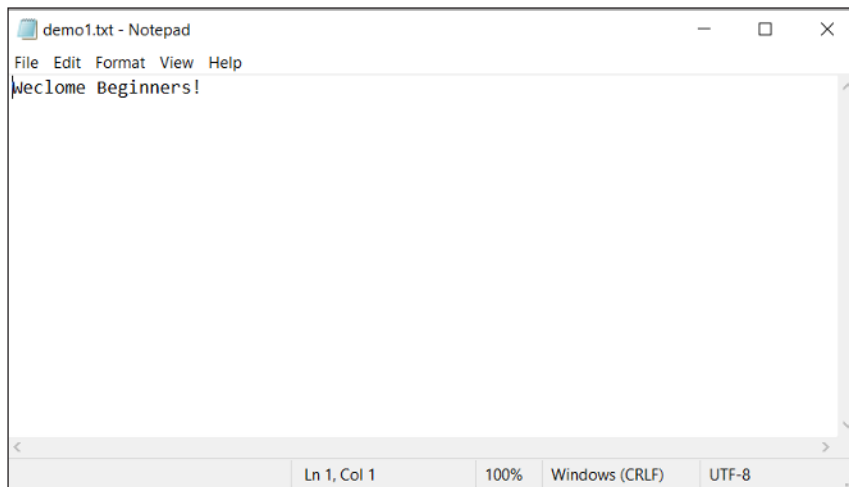 demo1.txt - Notepad
File Edit Format View Help
Weclome Beginners!
Ln 1, Col 1 100% Windows (CRLF) UTF-8